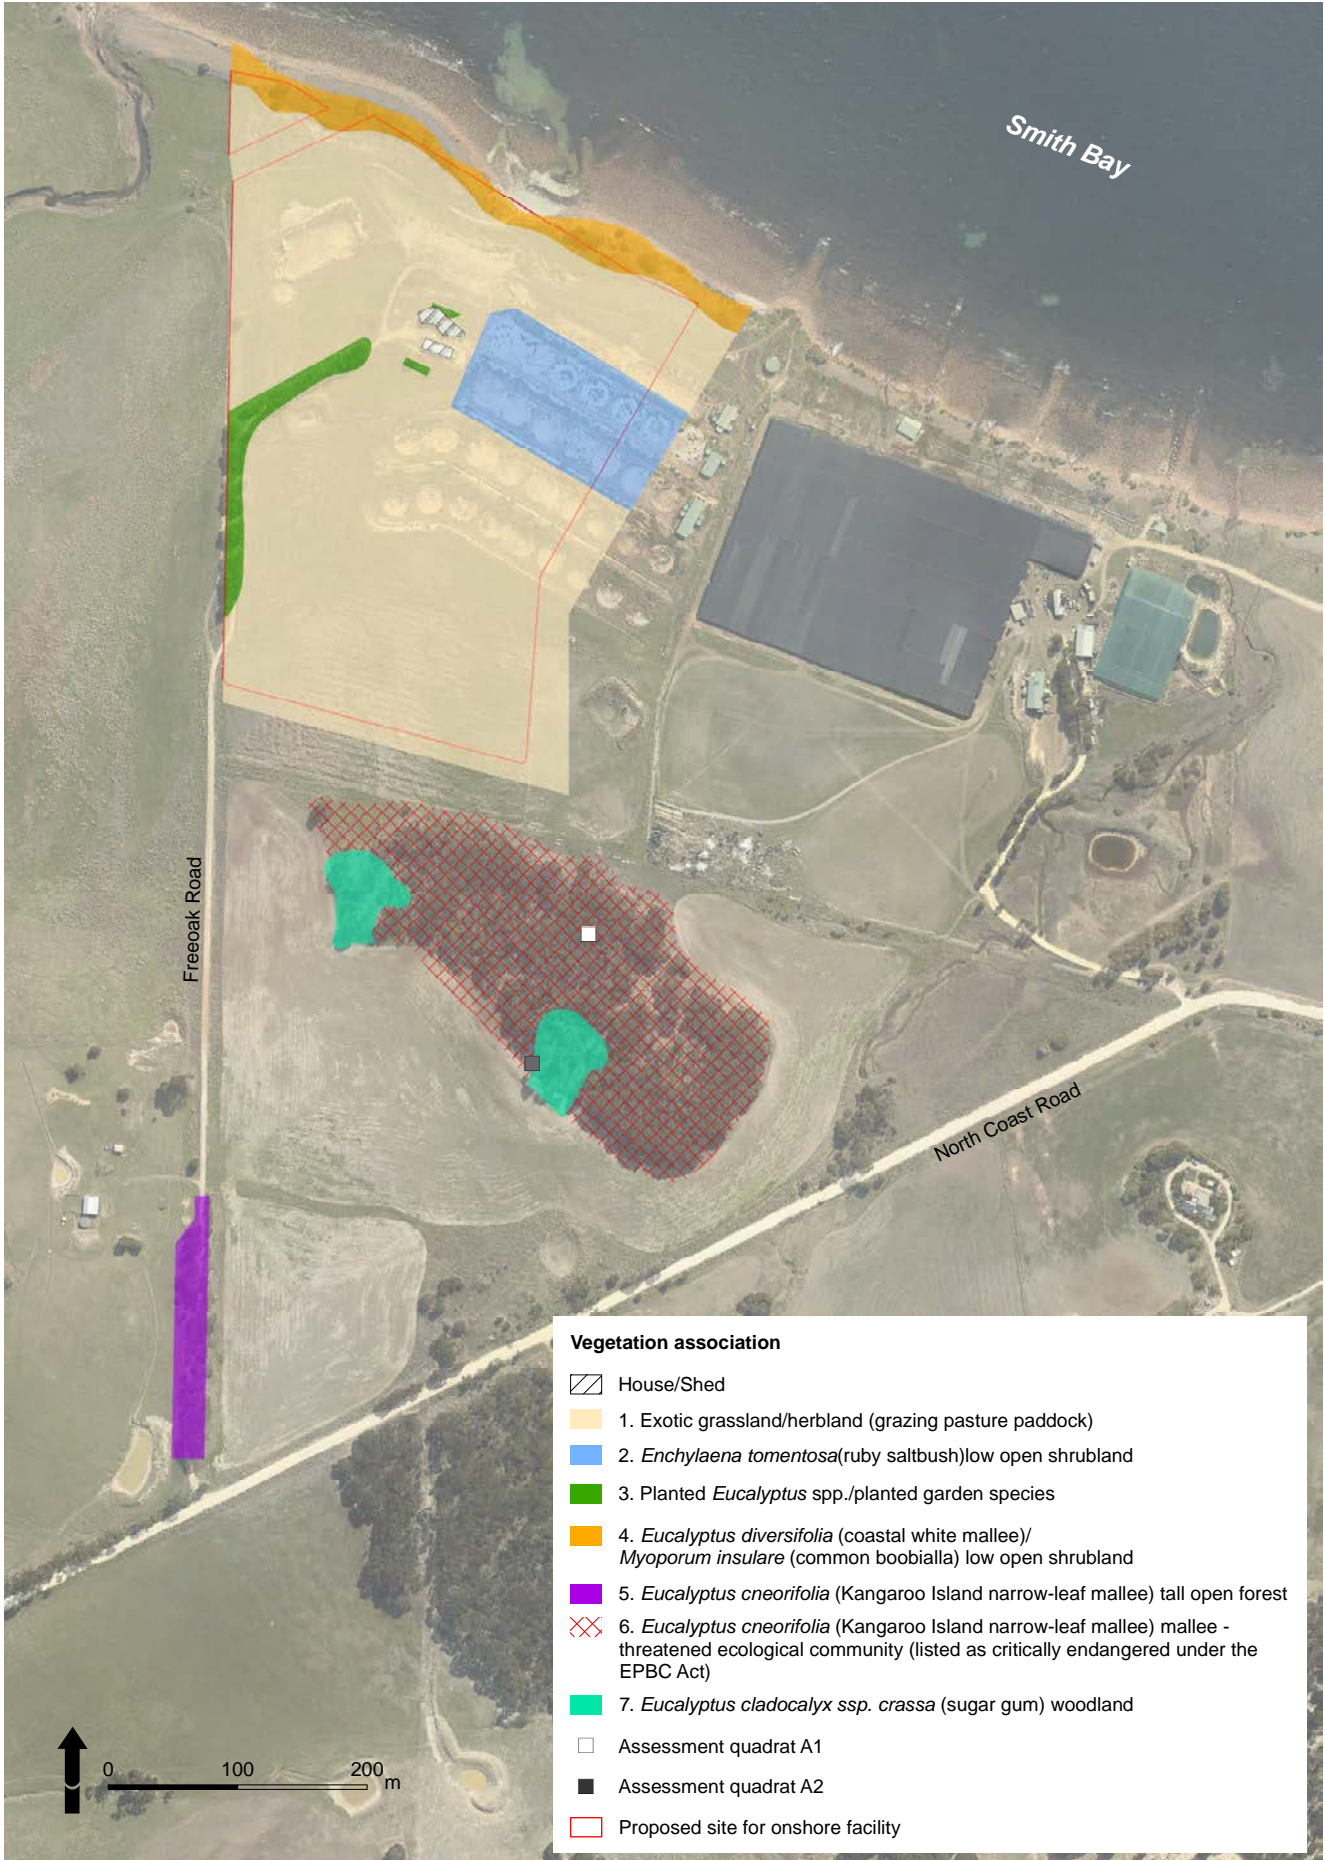 Smith Bay
Freeoak Road
North Coast Road
Vegetation association
House/Shed
1. Exotic grassland/herbland (grazing pasture paddock)
2. Enchylaena tomentosa(ruby saltbush)low open shrubland
3. Planted Eucalyptus spp./planted garden species
4. Eucalyptus diversifolia (coastal white mallee)/
Myoporum insulare (common boobialla) low open shrubland
5. Eucalyptus cneorifolia (Kangaroo Island narrow-leaf mallee) tall open forest
6. Eucalyptus cneorifolia (Kangaroo Island narrow-leaf mallee) mallee -
threatened ecological community (listed as critically endangered under the
EPBC Act)
7. Eucalyptus cladocalyx ssp. crassa (sugar gum) woodland
Assessment quadrat A1
Assessment quadrat A2
Proposed site for onshore facility
0 100 200 m